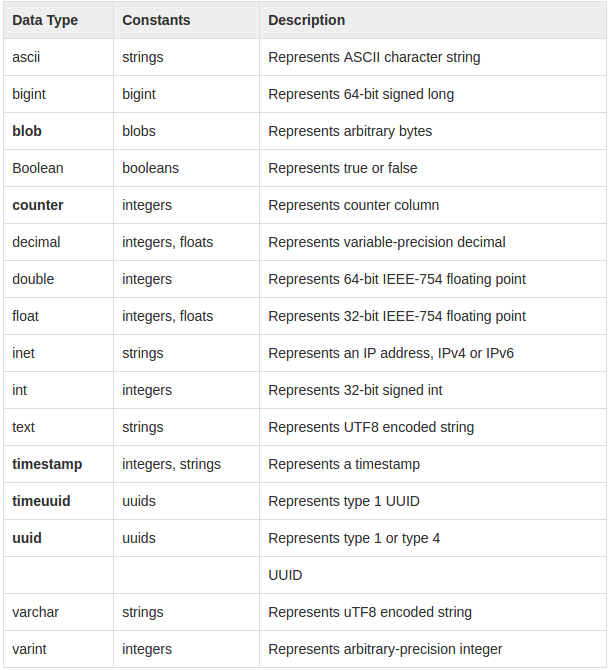 Data Type Constants Description
ascii strings Represents ASCII character string
bigint bigint Represents 64-bit signed long
blob blobs Represents arbitrary bytes
Boolean booleans Represents true or false
counter integers Represents counter column
decimal integers, floats Represents variable-precision decimal
double integers Represents 64-bit IEEE-754 floating point
float integers, floats Represents 32-bit IEEE-754 floating point
inet strings Represents an IP address, IPv4 or IPv6
int integers Represents 32-bit signed int
text strings Represents UTF8 encoded string
timestamp integers, strings Represents a timestamp
timeuuid uuids Represents type 1 UUID
uuid uuids Represents type 1 or type 4
UUID
varchar strings Represents uTF8 encoded string
varint integers Represents arbitrary-precision integer